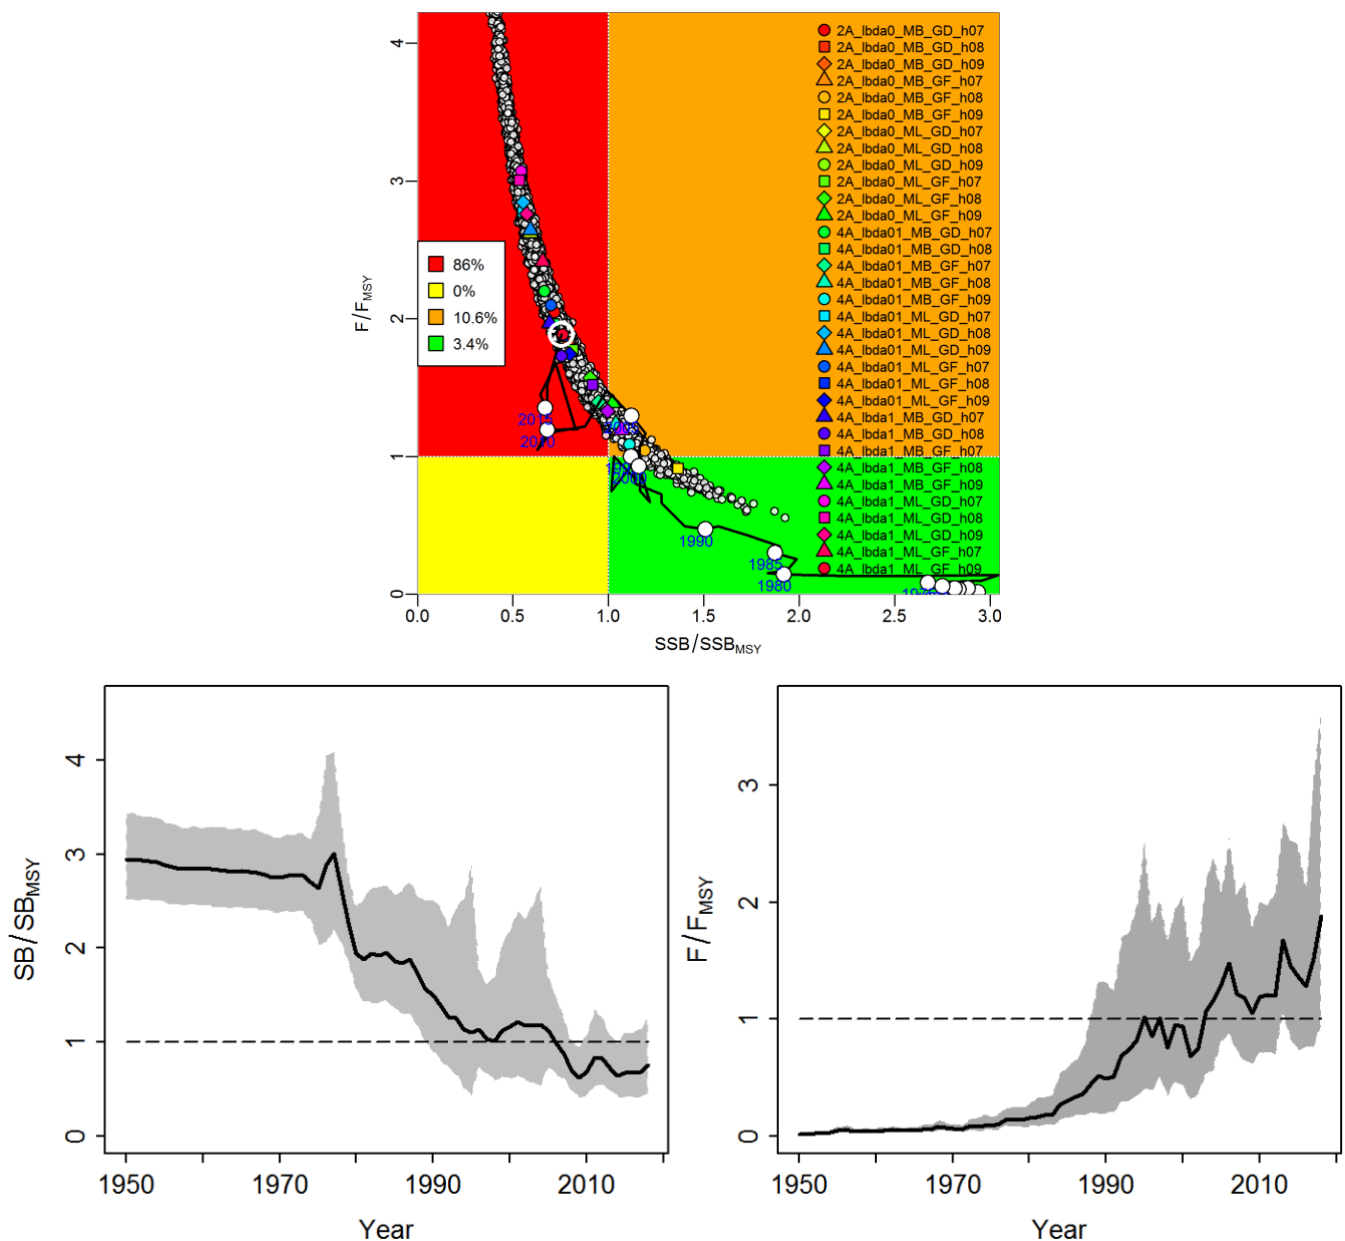 4
3
2
1
0
F/F_MSY
86%
0%
10.6%
3.4%
2A_lbda0_MB_GD_h07
2A_lbda0_MB_GD_h08
2A_lbda0_MB_GD_h09
2A_lbda0_MB_GF_h07
2A_lbda0_MB_GF_h08
2A_lbda0_MB_GF_h09
2A_lbda0_ML_GD_h07
2A_lbda0_ML_GD_h08
2A_lbda0_ML_GD_h09
2A_lbda0_ML_GF_h07
2A_lbda0_ML_GF_h08
2A_lbda0_ML_GF_h09
4A_lbda01_MB_GD_h07
4A_lbda01_MB_GD_h08
4A_lbda01_MB_GF_h07
4A_lbda01_MB_GF_h08
4A_lbda01_MB_GF_h09
4A_lbda01_ML_GD_h07
4A_lbda01_ML_GD_h08
4A_lbda01_ML_GD_h09
4A_lbda01_ML_GF_h07
4A_lbda01_ML_GF_h08
4A_lbda01_ML_GF_h09
4A_lbda1_MB_GD_h07
4A_lbda1_MB_GD_h08
4A_lbda1_MB_GF_h07
4A_lbda1_MB_GF_h08
4A_lbda1_MB_GF_h09
4A_lbda1_ML_GD_h07
4A_lbda1_ML_GD_h08
4A_lbda1_ML_GD_h09
4A_lbda1_ML_GF_h07
4A_lbda1_ML_GF_h09
2015
2010
1990
1985
1980
0.0 0.5 1.0 1.5 2.0 2.5 3.0
SSB/SSB_MSY
4
3
2
1
0
SB/SB_MSY
1950 1970 1990 2010
Year
3
2
1
0
F/F_MSY
1950 1970 1990 2010
Year